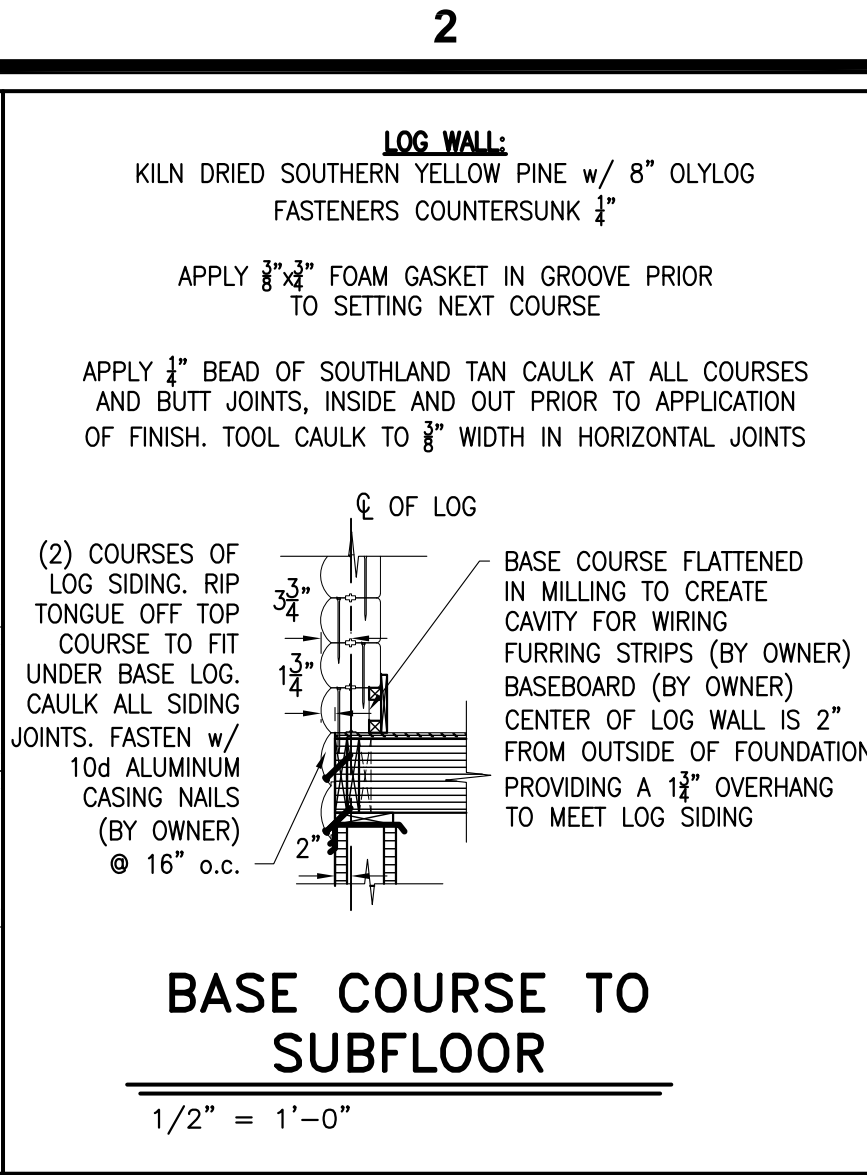 2
LOG WALL:
KILN DRIED SOUTHERN YELLOW PINE w/ 8" OLYLOG
FASTENERS COUNTERSUNK 1/4"
APPLY 3/8"x3/4" FOAM GASKET IN GROOVE PRIOR
TO SETTING NEXT COURSE
APPLY 1/4" BEAD OF SOUTHLAND TAN CAULK AT ALL COURSES
AND BUTT JOINTS, INSIDE AND OUT PRIOR TO APPLICATION
OF FINISH. TOOL CAULK TO 3/8" WIDTH IN HORIZONTAL JOINTS
℄ OF LOG
(2) COURSES OF
LOG SIDING. RIP
TONGUE OFF TOP
COURSE TO FIT
UNDER BASE LOG.
CAULK ALL SIDING
JOINTS. FASTEN w/
10d ALUMINUM
CASING NAILS
(BY OWNER)
@ 16" o.c.
3 3/4"
1 3/4"
2"
BASE COURSE FLATTENED
IN MILLING TO CREATE
CAVITY FOR WIRING
FURRING STRIPS (BY OWNER)
BASEBOARD (BY OWNER)
CENTER OF LOG WALL IS 2"
FROM OUTSIDE OF FOUNDATION
PROVIDING A 1 3/4" OVERHANG
TO MEET LOG SIDING
BASE COURSE TO
SUBFLOOR
1/2" = 1'-0"